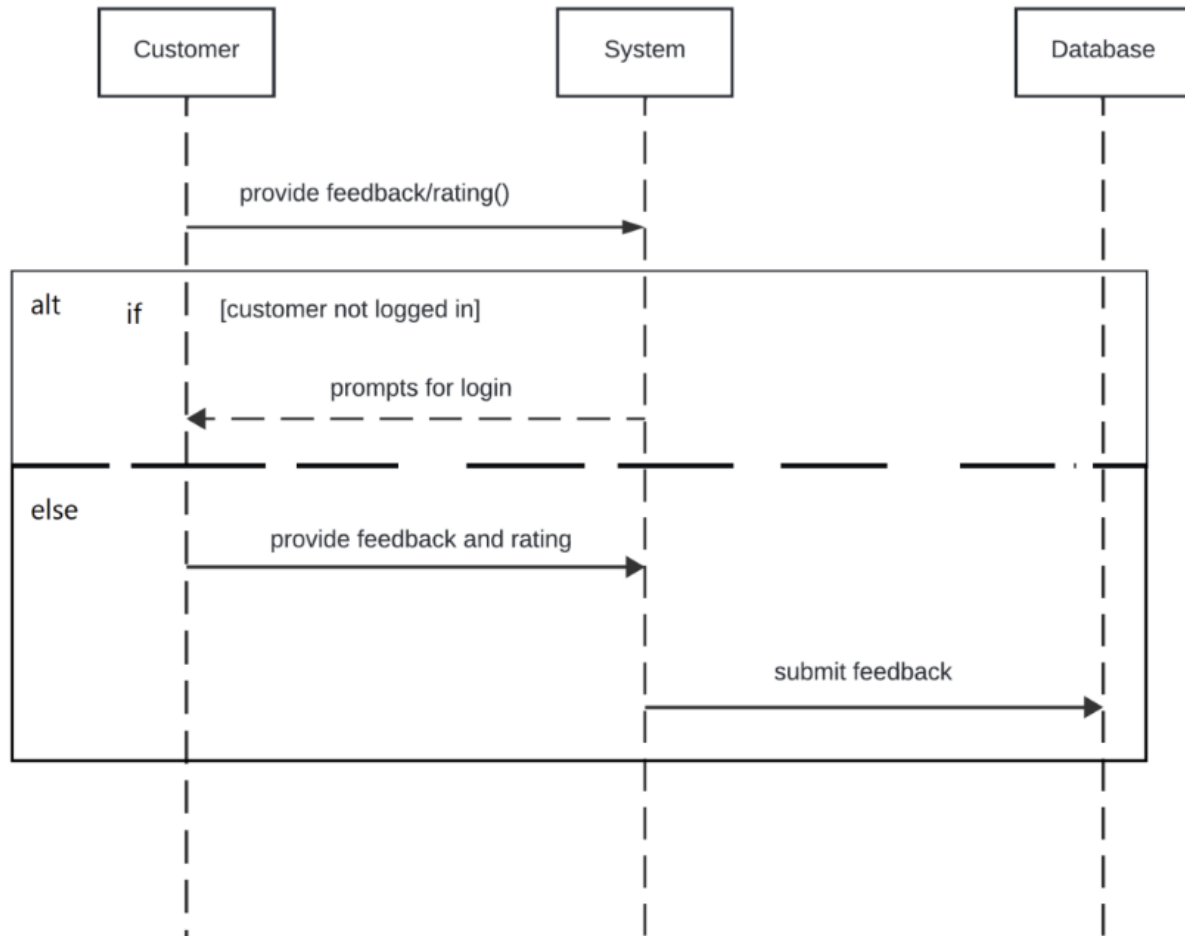 Customer
System
Database
provide feedback/rating()
alt
if
[customer not logged in]
prompts for login
else
provide feedback and rating
submit feedback